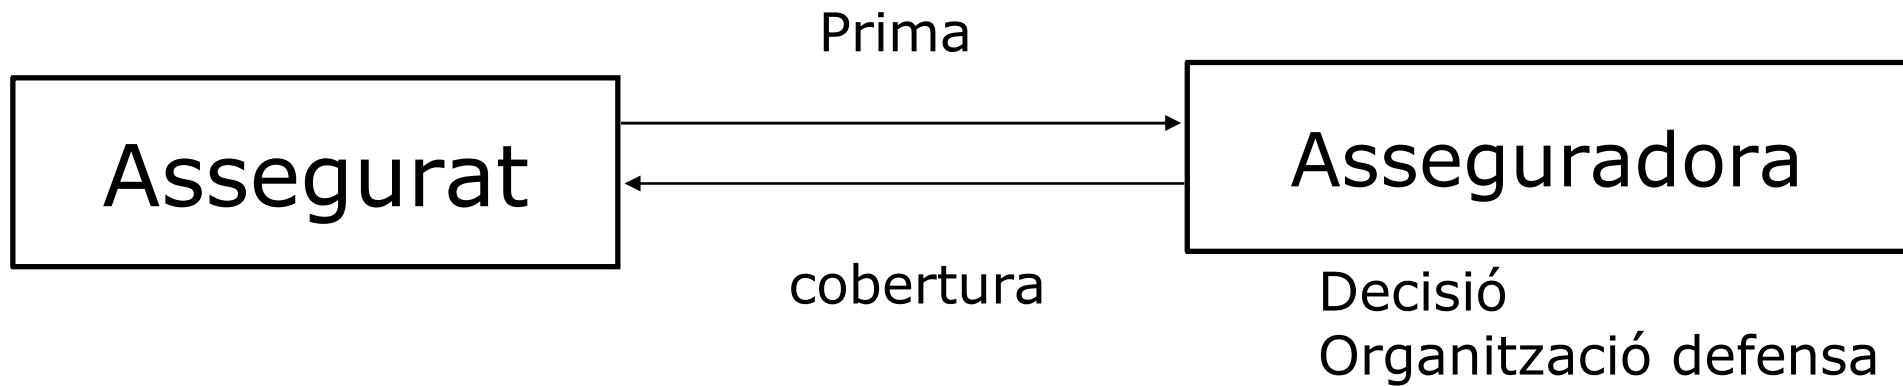 Prima
Assegurat
Asseguradora
cobertura
Decisió
Organització defensa